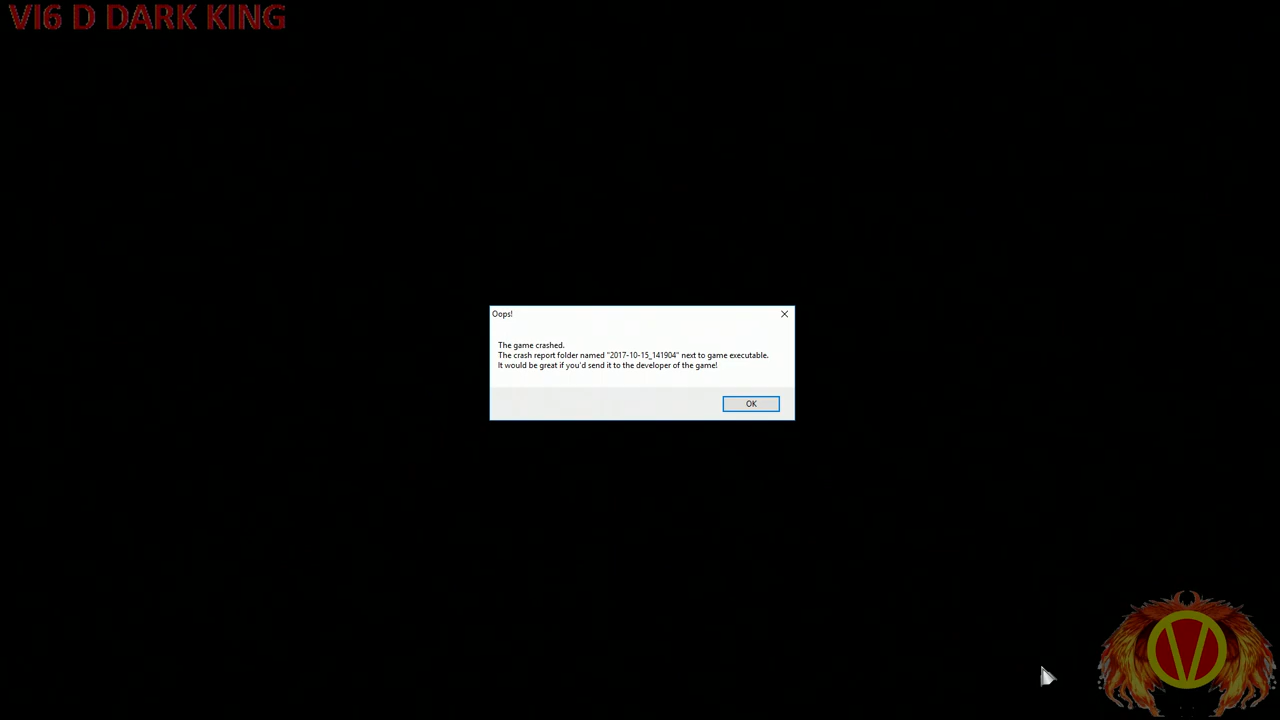 VI6 D DARK KING
Oops!
The game crashed.
The crash report folder named "2017-10-15_141904" next to game executable.
It would be great if you'd send it to the developer of the game!
OK
V